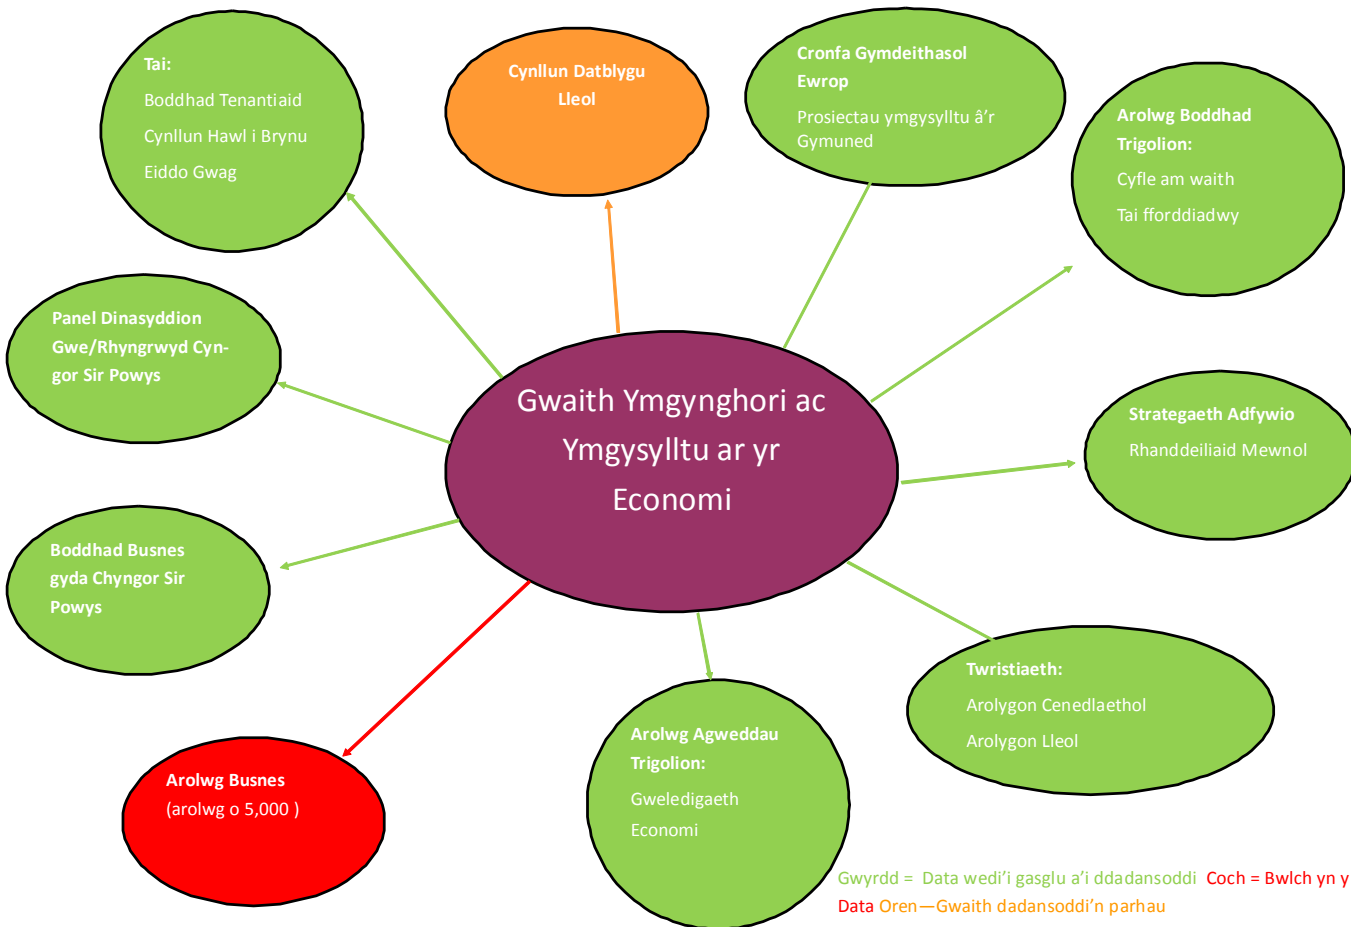 Tai:
Boddhad Tenantiaid
Cynllun Hawl i Brynu
Eiddo Gwag
Cynllun Datblygu
Lleol
Cronfa Gymdeithasol
Ewrop
Prosiectau ymgysylltu â’r
Gymuned
Arolwg Boddhad
Trigolion:
Cyfle am waith
Tai fforddiadwy
Panel Dinasyddion
Gwe/Rhyngrwyd Cyn-
gor Sir Powys
Gwaith Ymgynghori ac
Ymgysylltu ar yr
Economi
Strategaeth Adfywio
Rhanddeiliaid Mewnol
Boddhad Busnes
gyda Chyngor Sir
Powys
Twristiaeth:
Arolygon Cenedlaethol
Arolygon Lleol
Arolwg Agweddau
Trigolion:
Gweledigaeth
Economi
Arolwg Busnes
(arolwg o 5,000 )
Gwyrdd = Data wedi’i gasglu a’i ddadansoddi Coch = Bwlch yn y
Data Oren—Gwaith dadansoddi’n parhau